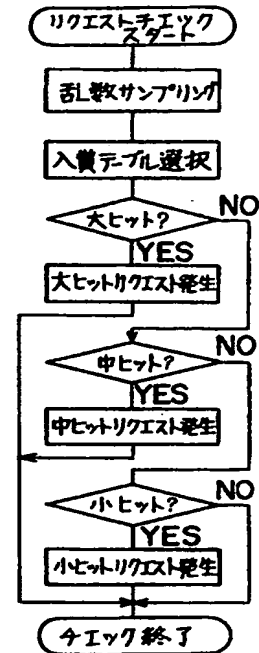 リクエストチェック
スタート
乱数サンプリング
入賞テーブル選択
大ヒット?
NO
YES
大ヒットリクエスト発生
中ヒット?
NO
YES
中ヒットリクエスト発生
小ヒット?
NO
YES
小ヒットリクエスト発生
チェック終了